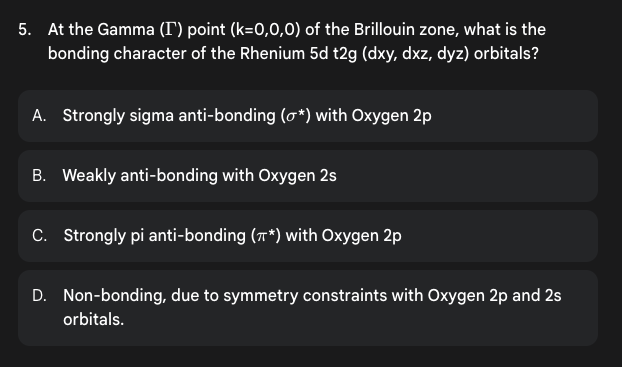 5. At the Gamma (Γ) point (k=0,0,0) of the Brillouin zone, what is the
bonding character of the Rhenium 5d t2g (dxy, dxz, dyz) orbitals?
A. Strongly sigma anti-bonding (σ*) with Oxygen 2p
B. Weakly anti-bonding with Oxygen 2s
C. Strongly pi anti-bonding (π*) with Oxygen 2p
D. Non-bonding, due to symmetry constraints with Oxygen 2p and 2s
orbitals.